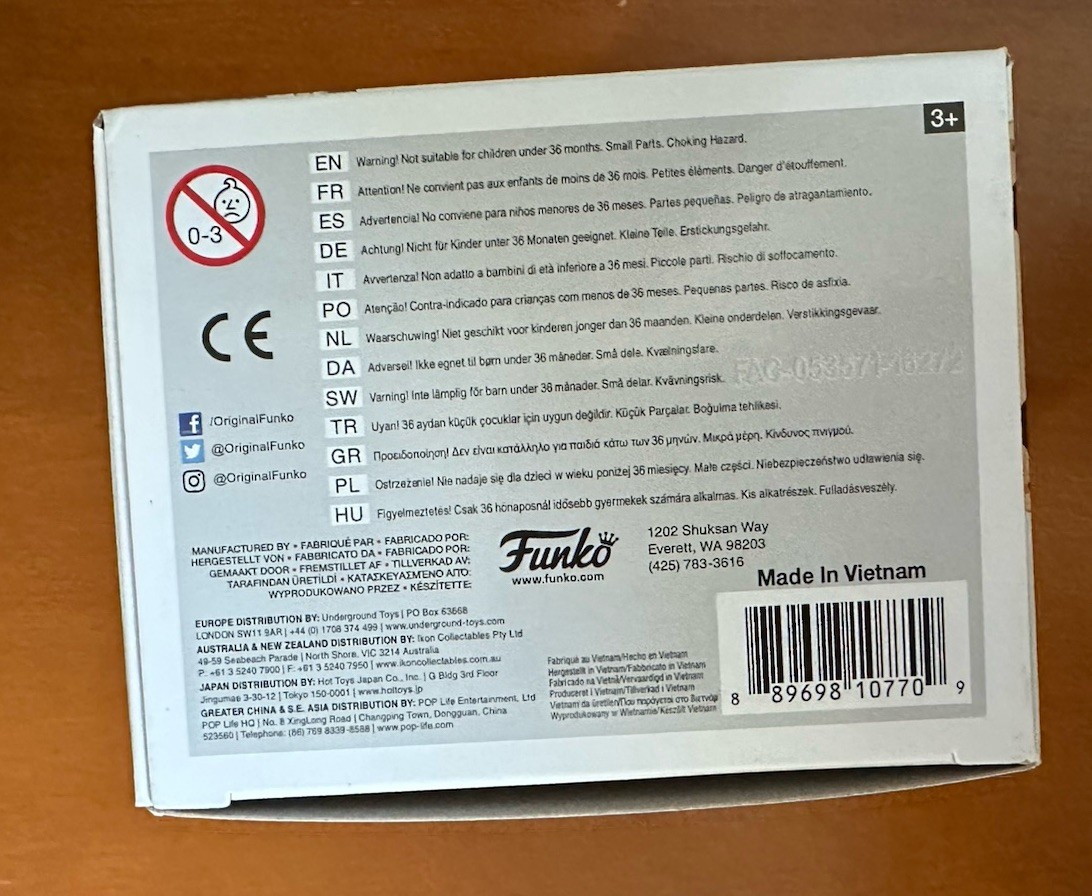 3+
0-3
EN Warning! Not suitable for children under 36 months. Small Parts. Choking Hazard.
FR Attention! Ne convient pas aux enfants de moins de 36 mois. Petites éléments. Danger d'étouffement.
ES Advertencia! No conviene para niños menores de 36 meses. Partes pequeñas. Peligro de atragantamiento.
DE Achtung! Nicht für Kinder unter 36 Monaten geeignet. Kleine Teile. Erstickungsgefahr.
IT Avvertenza! Non adatto a bambini di età inferiore a 36 mesi. Piccole parti. Rischio di soffocamento.
PO Atenção! Contra-indicado para crianças com menos de 36 meses. Pequenas partes. Risco de asfixia.
NL Waarschuwing! Niet geschikt voor kinderen jonger dan 36 maanden. Kleine onderdelen. Verstikkingsgevaar.
DA Advarsel! Ikke egnet til børn under 36 måneder. Små dele. Kvælningsfare.
SW Varning! Inte lämplig för barn under 36 månader. Små delar. Kvävningsrisk.
TR Uyarı! 36 aydan küçük çocuklar için uygun değildir. Küçük Parçalar. Boğulma tehlikesi.
GR Προειδοποίηση! Δεν είναι κατάλληλο για παιδιά κάτω των 36 μηνών. Μικρά μέρη. Κίνδυνος πνιγμού.
PL Ostrzeżenie! Nie nadaje się dla dzieci w wieku poniżej 36 miesięcy. Małe części. Niebezpieczeństwo udławienia się.
HU Figyelmeztetés! Csak 36 hónaposnál idősebb gyermekek számára alkalmas. Kis alkatrészek. Fulladásveszély.
FAC-053571-16272
CE
/OriginalFunko
@OriginalFunko
@OriginalFunko
MANUFACTURED BY • FABRIQUÉ PAR • FABRICADO POR:
HERGESTELLT VON • FABBRICATO DA • FABRICADO POR:
GEMAAKT DOOR • FREMSTILLET AF • TILLVERKAD AV:
TARAFINDAN ÜRETİLDİ • ΚΑΤΑΣΚΕΥΑΣΜΕΝΟ ΑΠΟ:
WYPRODUKOWANO PRZEZ • KÉSZÍTETTE:
Funko
www.funko.com
1202 Shuksan Way
Everett, WA 98203
(425) 783-3616
Made In Vietnam
EUROPE DISTRIBUTION BY: Underground Toys | PO Box 63668
LONDON SW11 9AR | +44 (0) 1708 374 499 | www.underground-toys.com
AUSTRALIA & NEW ZEALAND DISTRIBUTION BY: Ikon Collectables Pty Ltd
49-59 Seabeach Parade | North Shore, VIC 3214 Australia
P: +61 3 5240 7900 | F: +61 3 5240 7950 | www.ikoncollectables.com.au
JAPAN DISTRIBUTION BY: Hot Toys Japan Co., Inc. | G Bldg 3rd Floor
Jingumae 3-30-12 | Tokyo 150-0001 | www.hottoys.jp
GREATER CHINA & S.E. ASIA DISTRIBUTION BY: POP Life Entertainment, Ltd
POP Life HQ | No. 8 XingLong Road | Changping Town, Dongguan, China
523560 | Telephone: (86) 769 8339-8588 | www.pop-life.com
Fabriqué au Vietnam/Hecho en Vietnam
Hergestellt in Vietnam/Fabbricato in Vietnam
Fabricado na Vietnã/Vervaardigd in Vietnam
Produceret i Vietnam/Tillverkad i Vietnam
Vietnam'da üretilen/Που παράγεται στο Βιετνάμ
Wyprodukowany w Wietnamie/Készült Vietnám
8 89698 10770 9